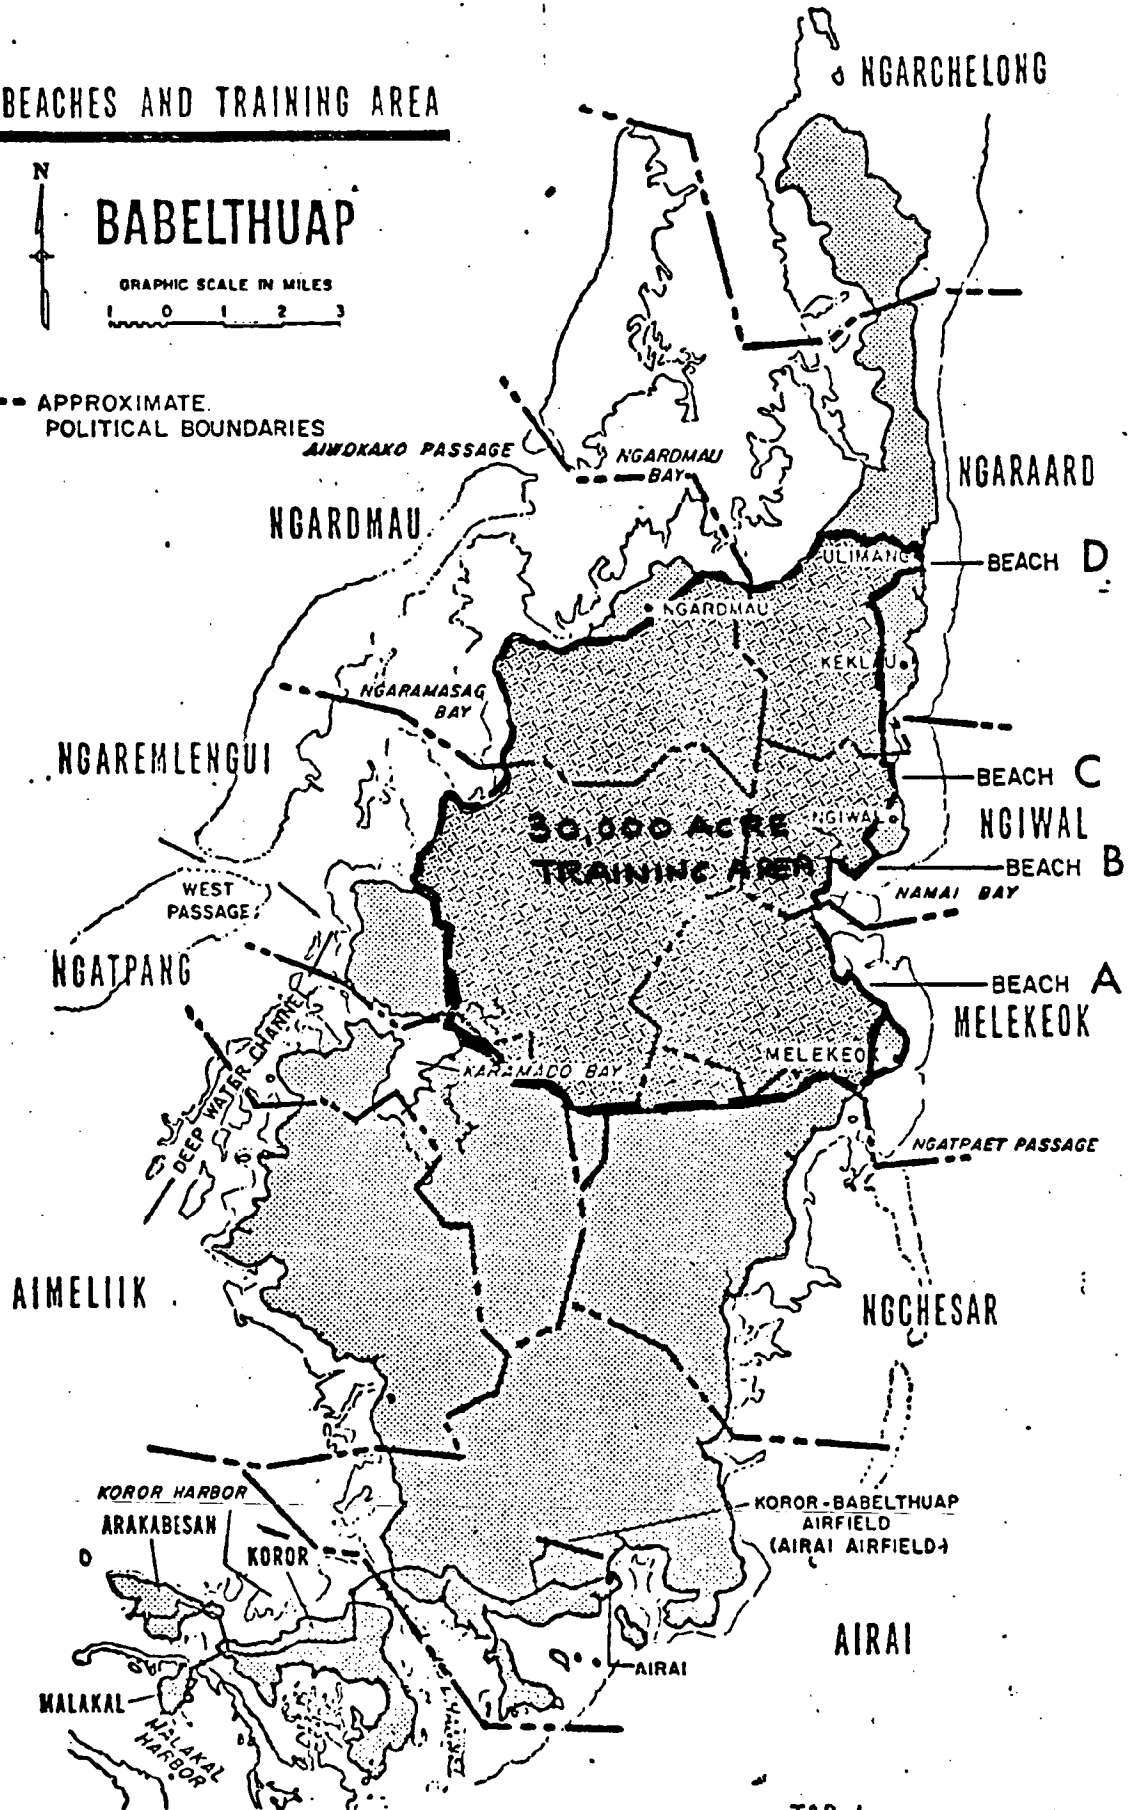 NGARCHELONG
BEACHES AND TRAINING AREA
N
BABELTHUAP
GRAPHIC SCALE IN MILES
1 0 1 2 3
APPROXIMATE
POLITICAL BOUNDARIES
AIWOKAKO PASSAGE
NGARDMAU
BAY
NGARAARD
NGARDMAU
ULIMANG
BEACH D
NGARDMAU
KEKLAU
NGARAMASAG
BAY
NGAREMLENGUI
BEACH C
30,000 ACRE
TRAINING AREA
NGIWAL
NGIWAL
BEACH B
WEST
PASSAGE
NAMAI BAY
NGATPANG
BEACH A
MELEKEOK
DEEP WATER CHANNEL
MELEKEOK
KARAMADO BAY
NGATPAET PASSAGE
AIMELIIK
NGCHESAR
KOROR HARBOR
ARAKABESAN
KOROR
KOROR-BABELTHUAP
AIRFIELD
(AIRAI AIRFIELD)
AIRAI
AIRAI
MALAKAL
MALAKAL
HARBOR